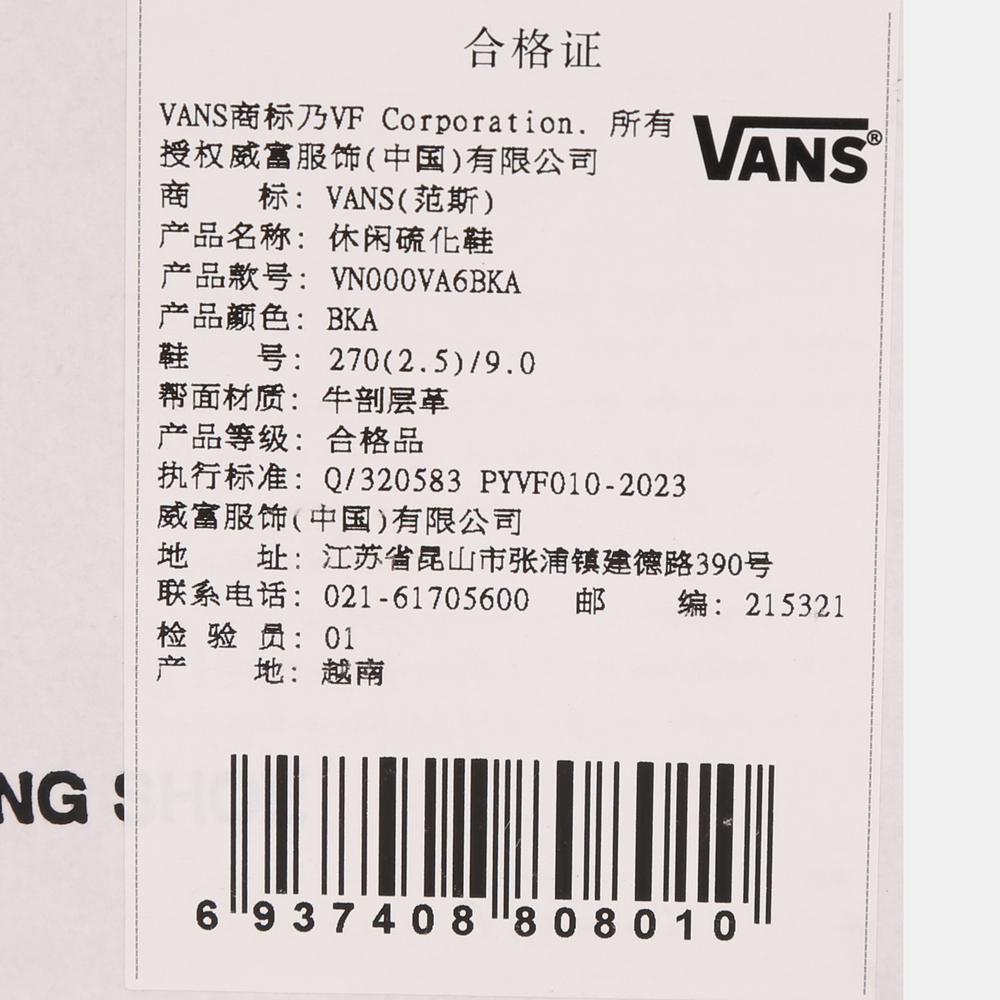 合格证
VANS商标乃VF Corporation. 所有
授权威富服饰(中国)有限公司
VANS®
商 标: VANS(范斯)
产品名称: 休闲硫化鞋
产品款号: VN000VA6BKA
产品颜色: BKA
鞋 号: 270(2.5)/9.0
帮面材质: 牛剖层革
产品等级: 合格品
执行标准: Q/320583 PYVF010-2023
威富服饰(中国)有限公司
地 址: 江苏省昆山市张浦镇建德路390号
联系电话: 021-61705600 邮 编: 215321
检 验 员: 01
产 地: 越南
NG SHOE
6 937408 808010